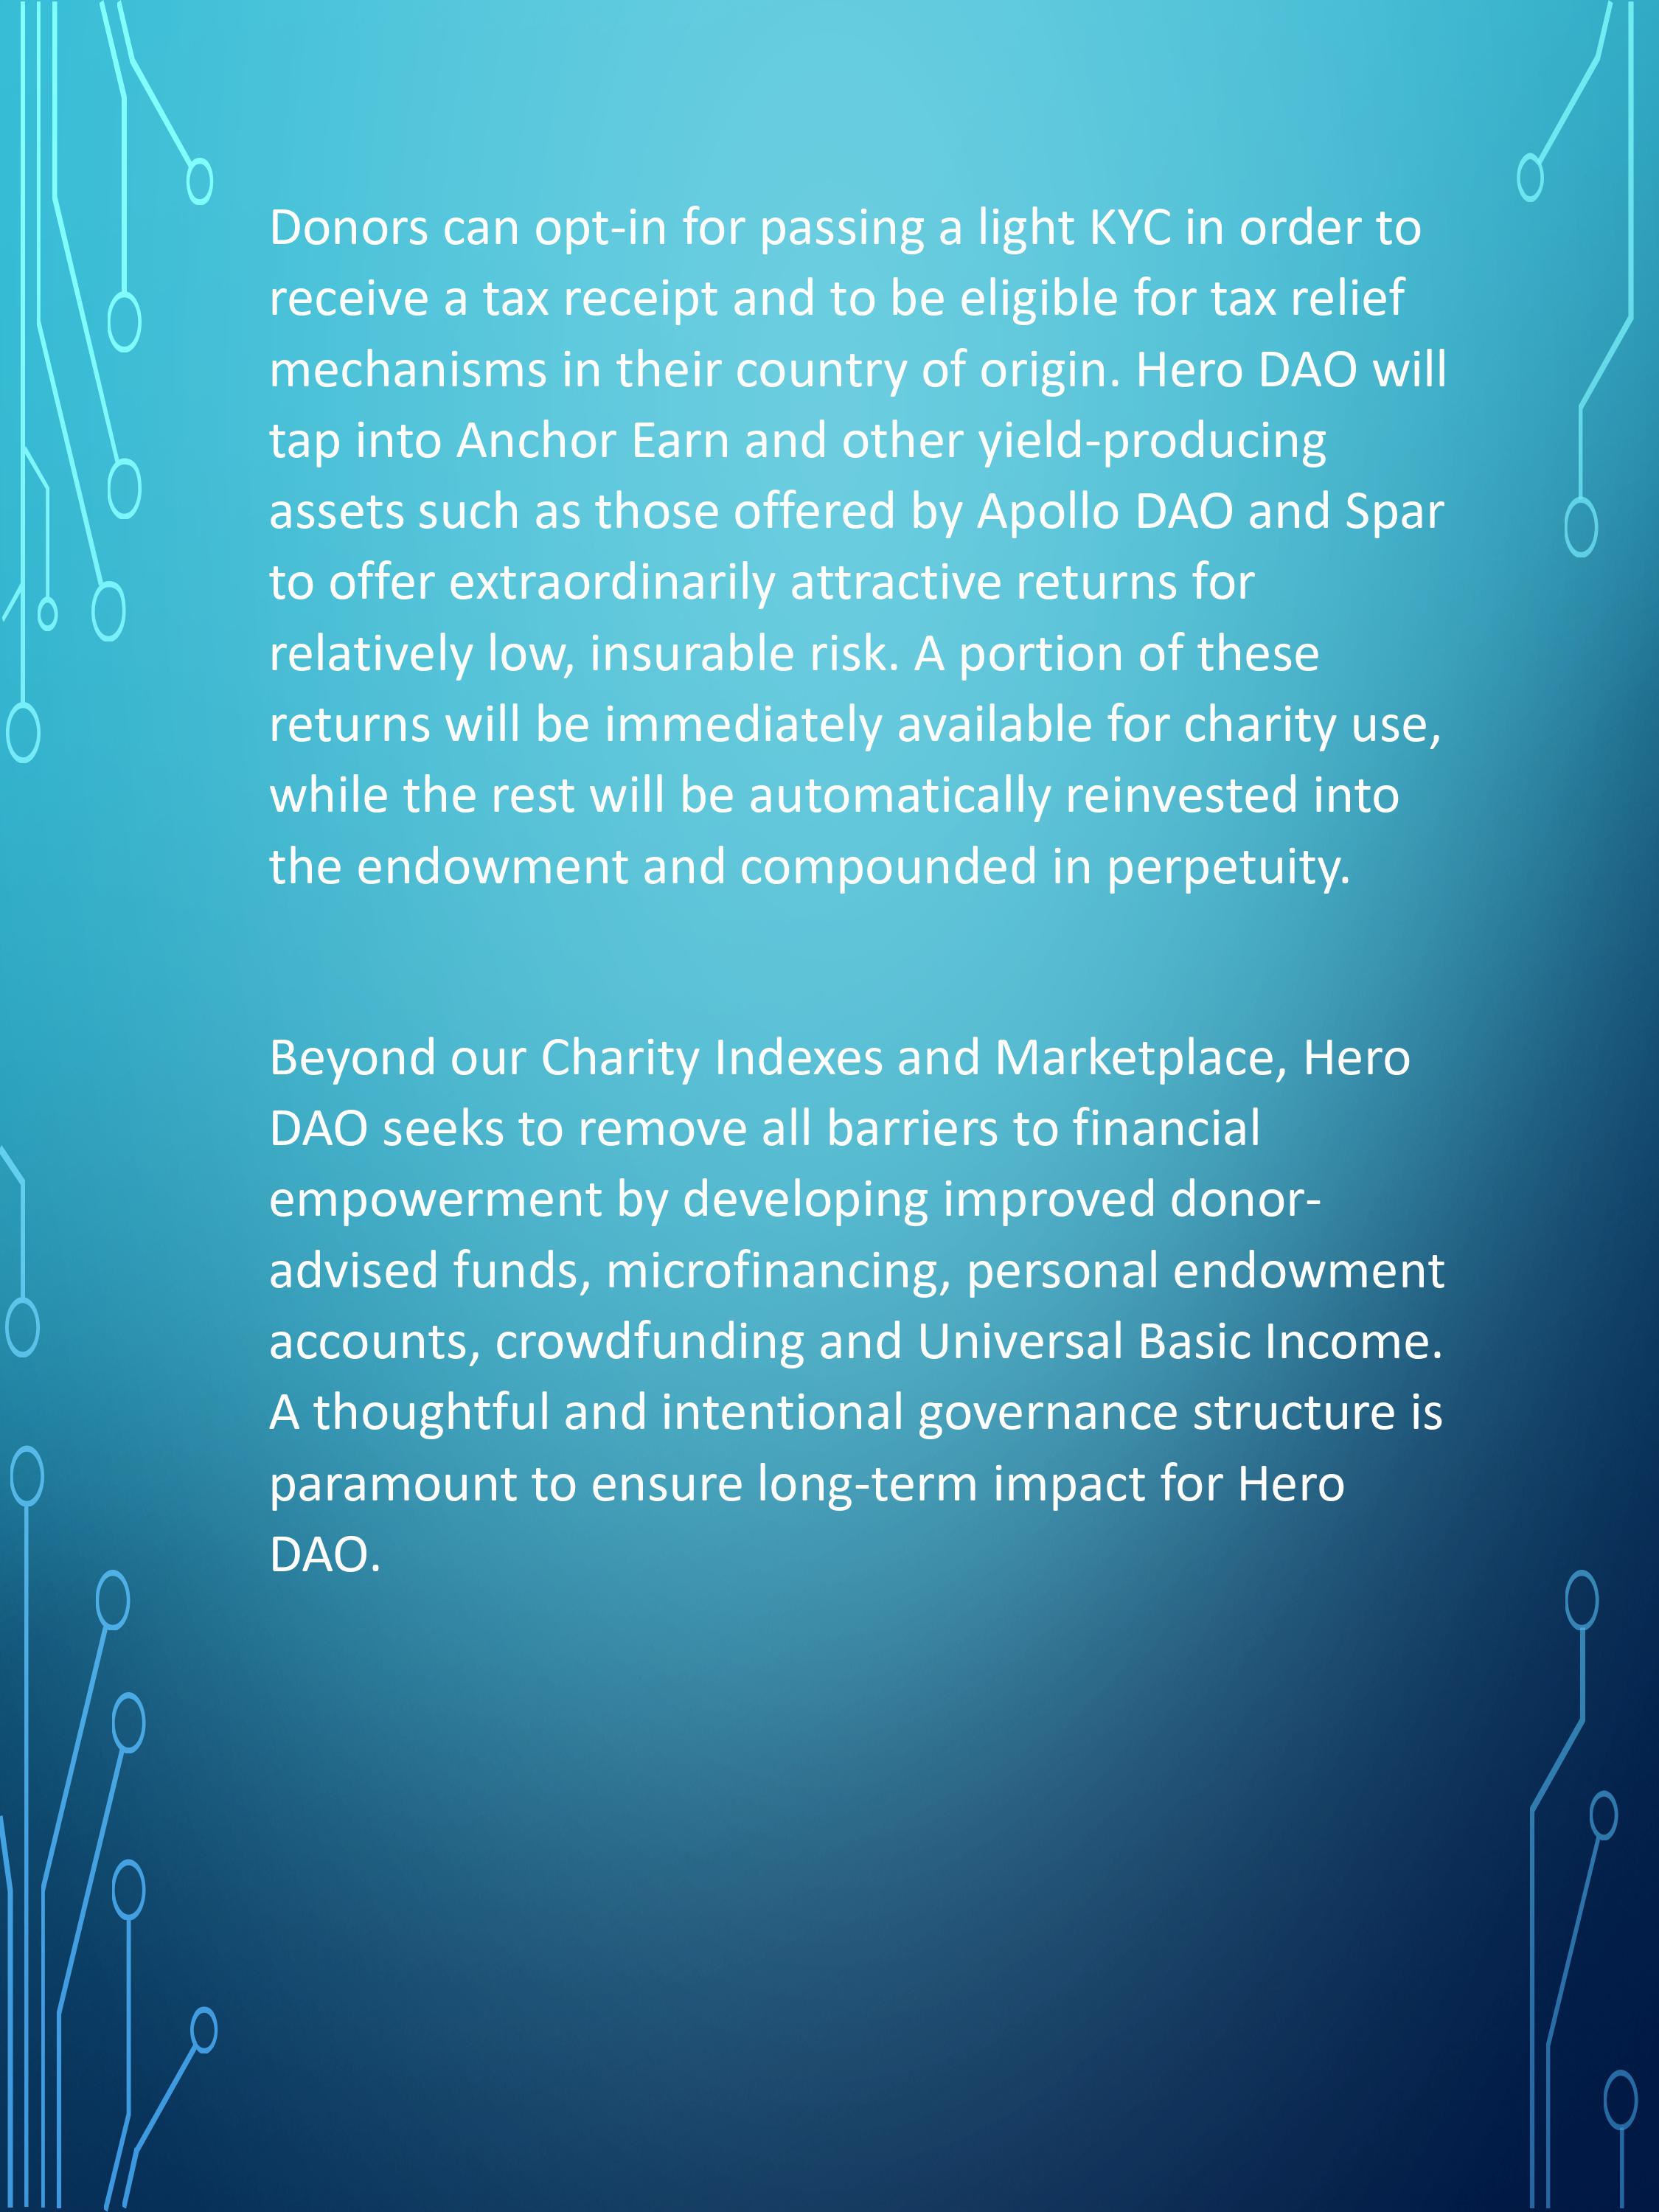 Donors can opt-in for passing a light KYC in order to
receive a tax receipt and to be eligible for tax relief
mechanisms in their country of origin. Hero DAO will
tap into Anchor Earn and other yield-producing
assets such as those offered by Apollo DAO and Spar
to offer extraordinarily attractive returns for
relatively low, insurable risk. A portion of these
returns will be immediately available for charity use,
while the rest will be automatically reinvested into
the endowment and compounded in perpetuity.
Beyond our Charity Indexes and Marketplace, Hero
DAO seeks to remove all barriers to financial
empowerment by developing improved donor-
advised funds, microfinancing, personal endowment
accounts, crowdfunding and Universal Basic Income.
A thoughtful and intentional governance structure is
paramount to ensure long-term impact for Hero
DAO.